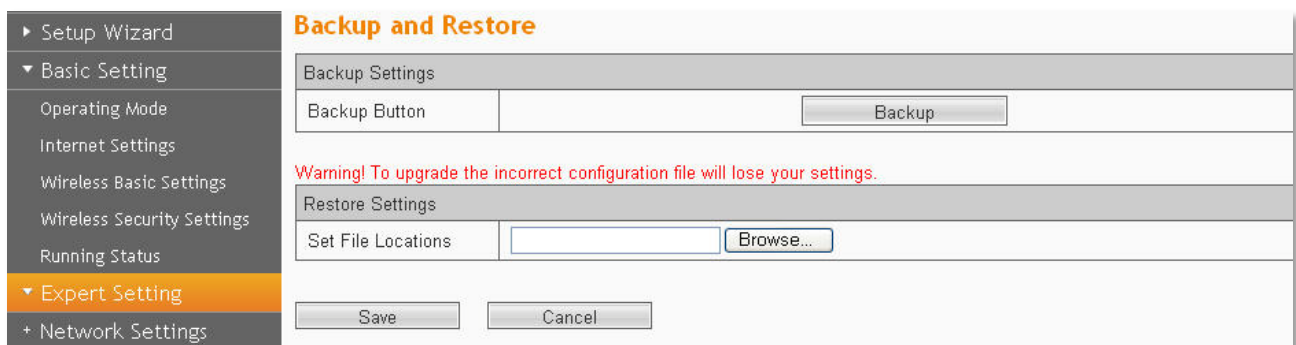 Setup Wizard
Basic Setting
Operating Mode
Internet Settings
Wireless Basic Settings
Wireless Security Settings
Running Status
Expert Setting
+ Network Settings
Backup and Restore
Backup Settings
Backup Button Backup
Warning! To upgrade the incorrect configuration file will lose your settings.
Restore Settings
Set File Locations Browse...
Save Cancel